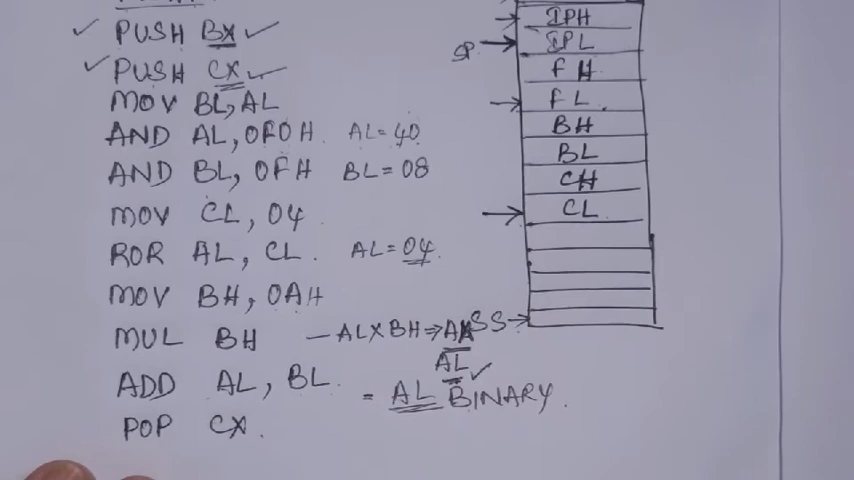 PUSH BX
PUSH CX
MOV BL, AL
AND AL, 0F0H AL=40
AND BL, 0FH BL=08
MOV CL, 04
ROR AL, CL. AL=04
MOV BH, 0AH
MUL BH — AL×BH⇒AX
AL
ADD AL, BL = AL BINARY.
POP CX.
IPH
SP IPL
FH
FL
BH
BL
CH
CL
SS